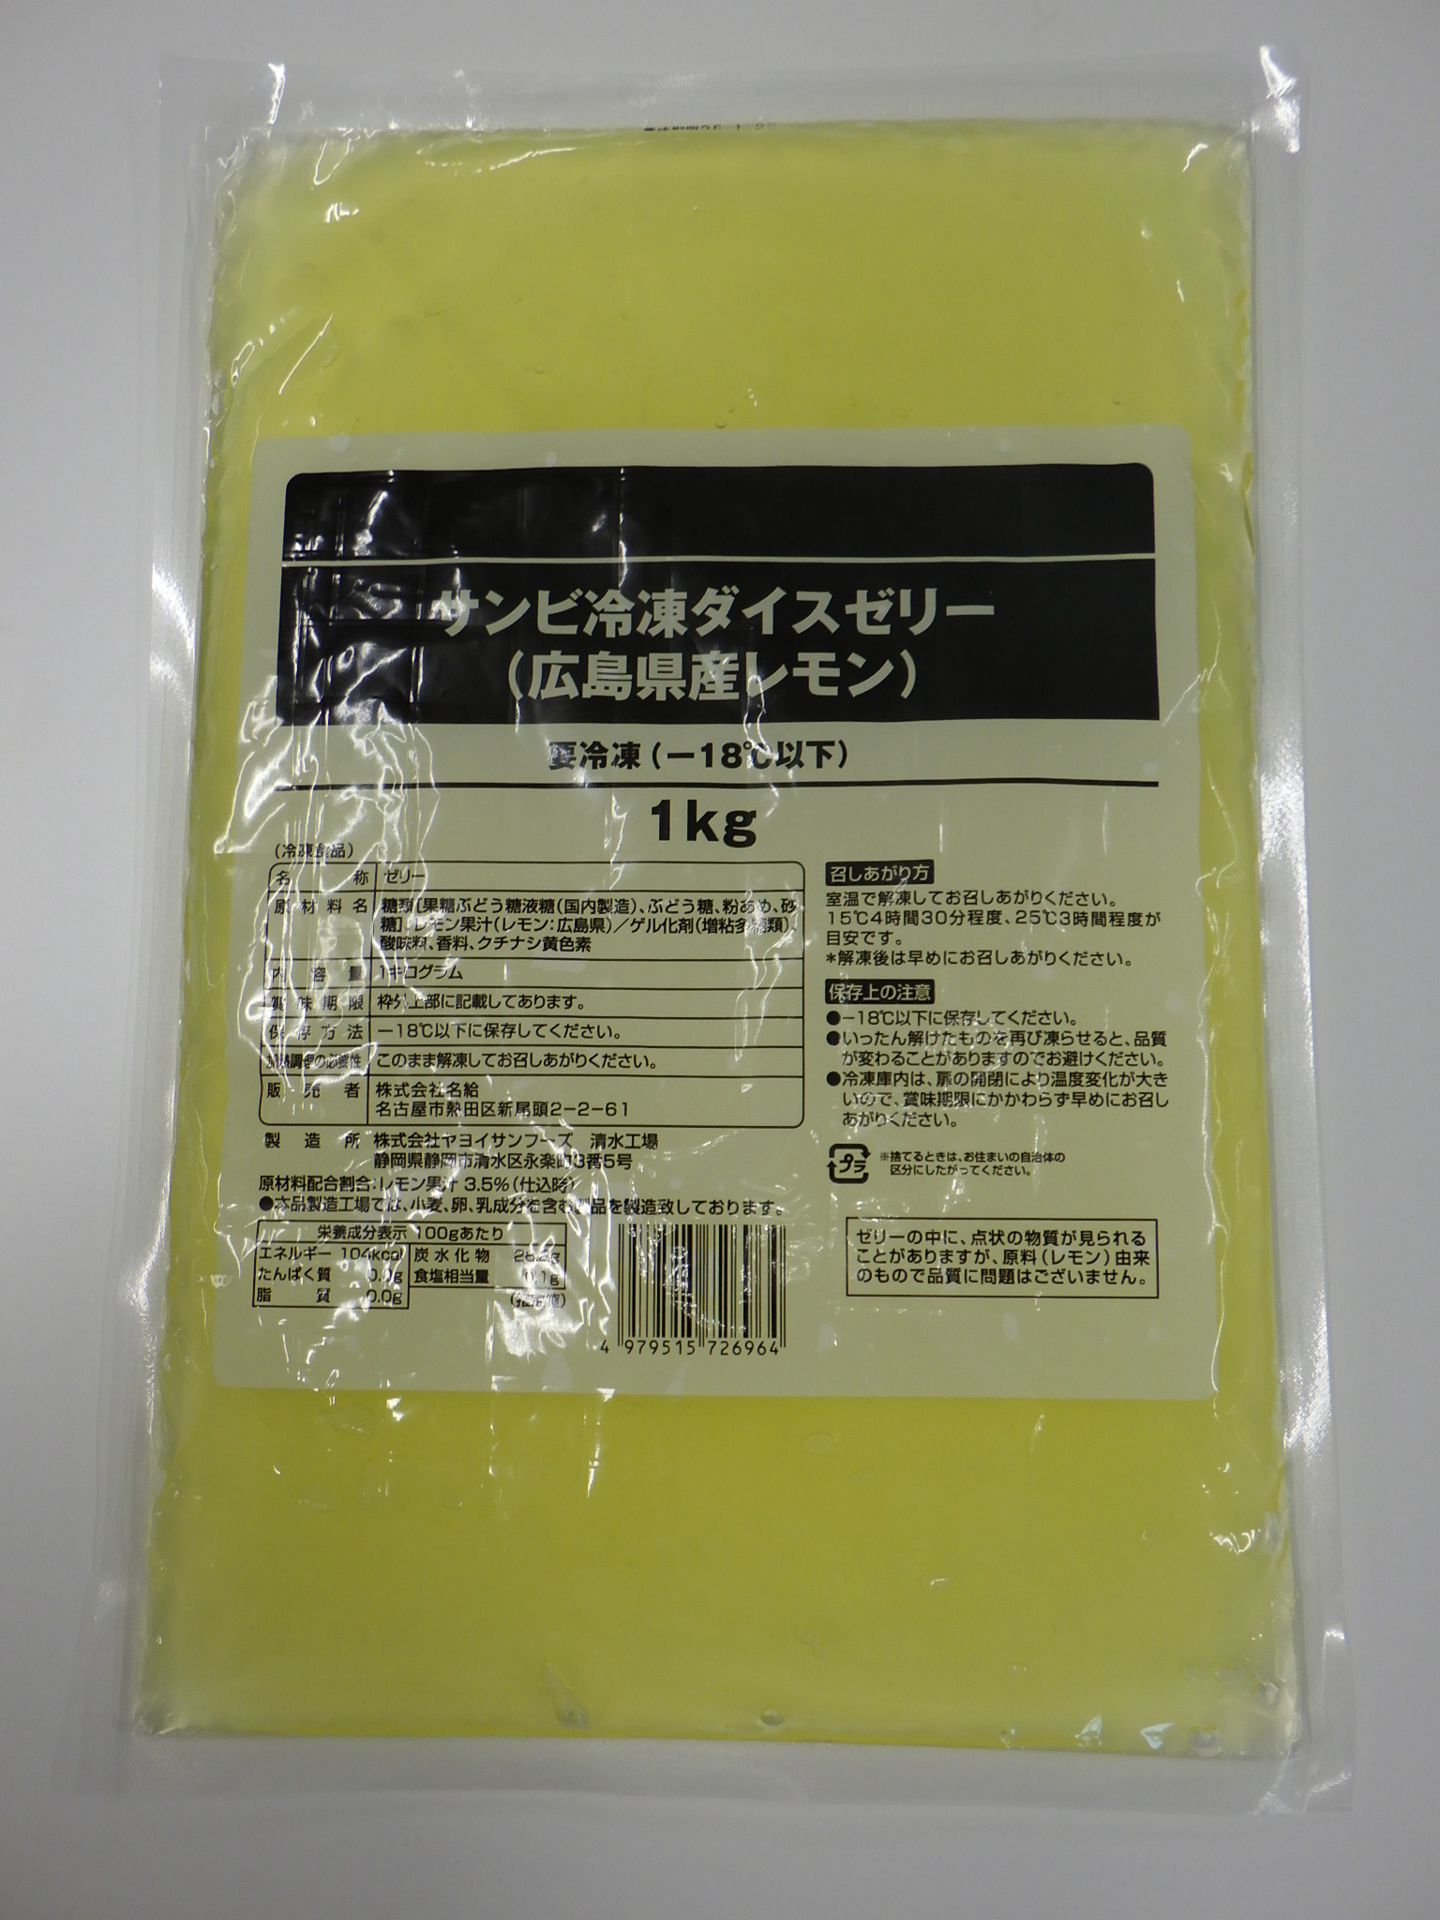 サンビ冷凍ダイスゼリー
（広島県産レモン）
要冷凍（－18℃以下）
1kg
（冷凍食品）
名称 ゼリー
原材料名 糖類〔果糖ぶどう糖液糖（国内製造）、ぶどう糖、粉あめ、砂
糖〕、レモン果汁（レモン：広島県）／ゲル化剤（増粘多糖類）、
酸味料、香料、クチナシ黄色素
内容量 1キログラム
賞味期限 枠外上部に記載してあります。
保存方法 －18℃以下に保存してください。
加熱調理の必要性 このまま解凍してお召しあがりください。
販売者 株式会社名給
名古屋市熱田区新尾頭2－2－61
製造所 株式会社ヤヨイサンフーズ 清水工場
静岡県静岡市清水区永楽町3番5号
原材料配合割合：レモン果汁 3.5％（仕込時）
●本品製造工場では、小麦、卵、乳成分を含む製品を製造致しております。
栄養成分表示 100gあたり
エネルギー 104kcal 炭水化物
たんぱく質 0.0g 食塩相当量 0.1g
脂質 0.0g （推定値）
4 979515 726964
召しあがり方
室温で解凍してお召しあがりください。
15℃4時間30分程度、25℃3時間程度が
目安です。
＊解凍後は早めにお召しあがりください。
保存上の注意
●－18℃以下に保存してください。
●いったん解けたものを再び凍らせると、品質
が変わることがありますのでお避けください。
●冷凍庫内は、扉の開閉により温度変化が大き
いので、賞味期限にかかわらず早めにお召し
あがりください。
プラ
※捨てるときは、お住まいの自治体の
区分にしたがってください。
ゼリーの中に、点状の物質が見られる
ことがありますが、原料（レモン）由来
のもので品質に問題はございません。